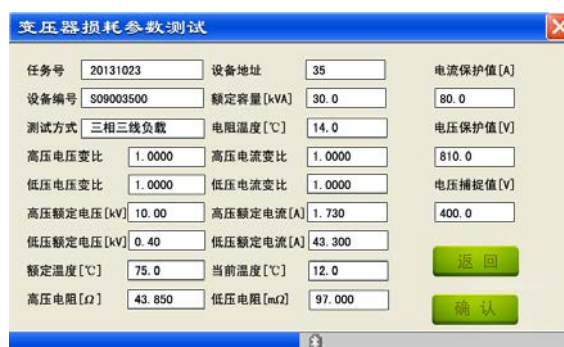 变压器损耗参数测试
任务号 20131023 设备地址 35 电流保护值[A]
设备编号 S09003500 额定容量[kVA] 30.0 80.0
测试方式 三相三线负载 电阻温度[℃] 14.0 电压保护值[V]
高压电压变比 1.0000 高压电流变比 1.0000 810.0
低压电压变比 1.0000 低压电流变比 1.0000 电压捕捉值[V]
高压额定电压[kV] 10.00 高压额定电流[A] 1.730 400.0
低压额定电压[kV] 0.40 低压额定电流[A] 43.300
额定温度[℃] 75.0 当前温度[℃] 12.0 返 回
高压电阻[Ω] 43.850 低压电阻[mΩ] 97.000 确 认